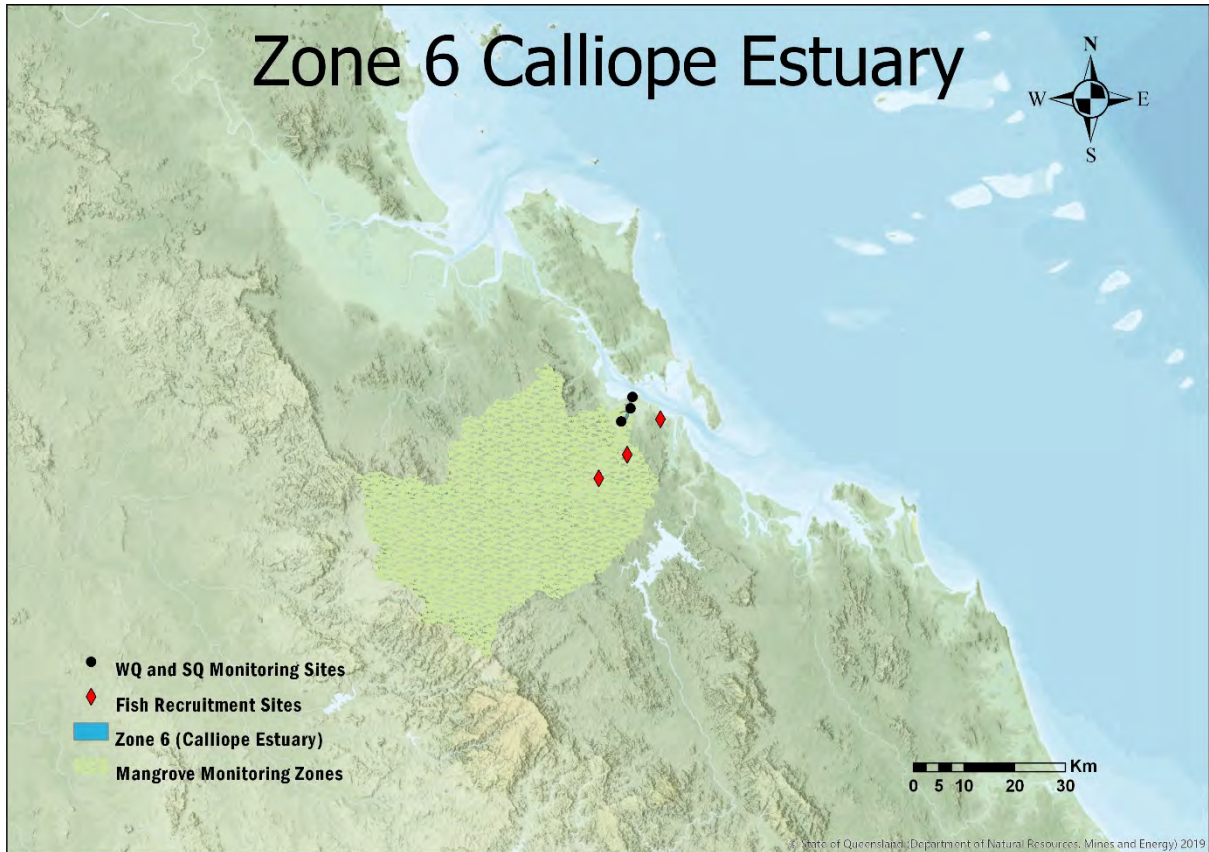 Zone 6 Calliope Estuary
N
W E
S
WQ and SQ Monitoring Sites
Fish Recruitment Sites
Zone 6 (Calliope Estuary)
Mangrove Monitoring Zones
Km
0 5 10 20 30
© State of Queensland (Department of Natural Resources, Mines and Energy) 2019